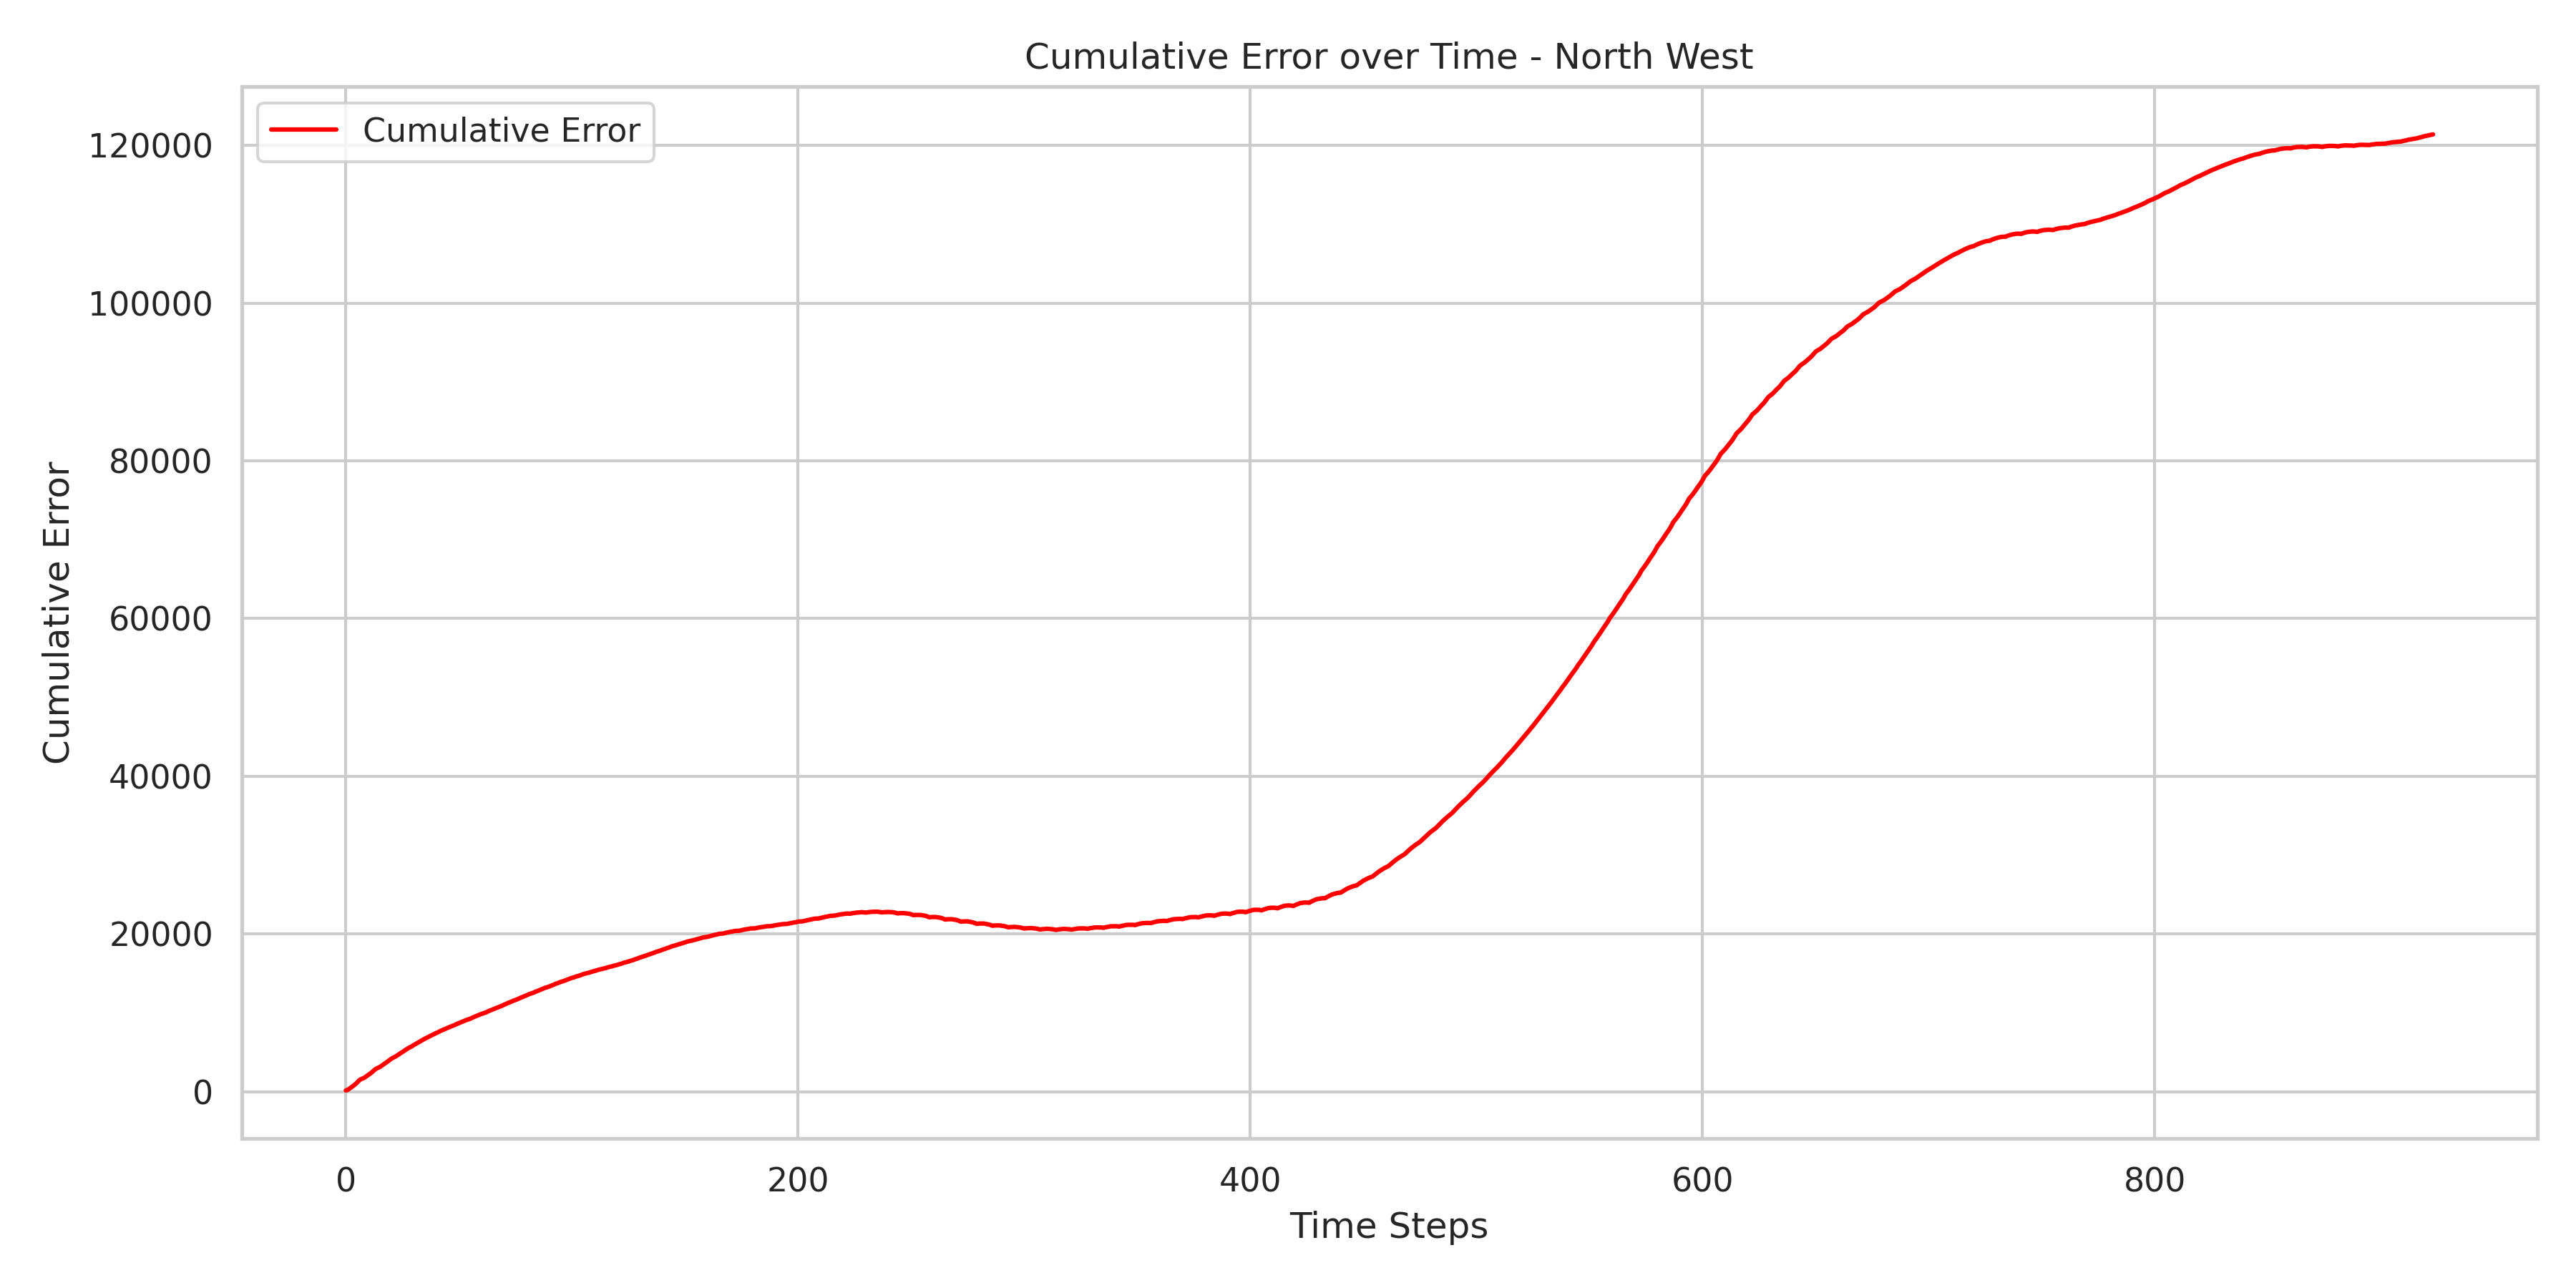 Cumulative Error over Time - North West
Cumulative Error
120000
100000
80000
60000
40000
20000
0
Cumulative Error
0 200 400 600 800
Time Steps